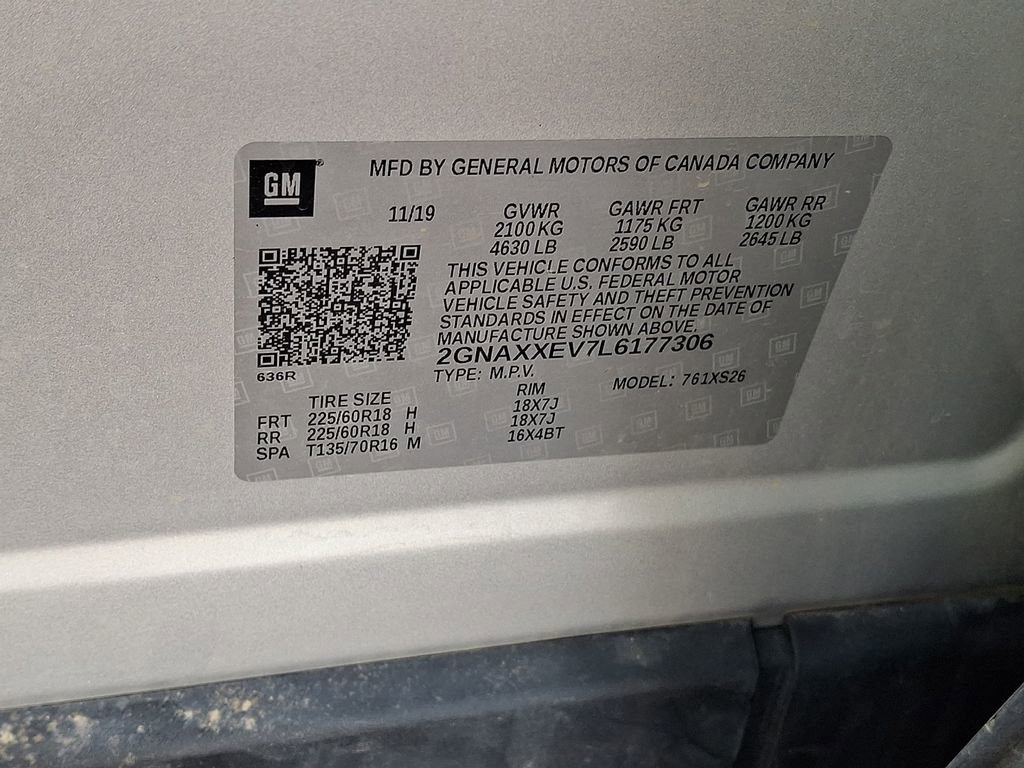 GM
MFD BY GENERAL MOTORS OF CANADA COMPANY
11/19 GVWR GAWR FRT GAWR RR
2100 KG 1175 KG 1200 KG
4630 LB 2590 LB 2645 LB
THIS VEHICLE CONFORMS TO ALL
APPLICABLE U.S. FEDERAL MOTOR
VEHICLE SAFETY AND THEFT PREVENTION
STANDARDS IN EFFECT ON THE DATE OF
MANUFACTURE SHOWN ABOVE.
2GNAXXEV7L6177306
636R
TYPE: M.P.V. MODEL: 761XS26
TIRE SIZE RIM
FRT 225/60R18 H 18X7J
RR 225/60R18 H 18X7J
SPA T135/70R16 M 16X4BT